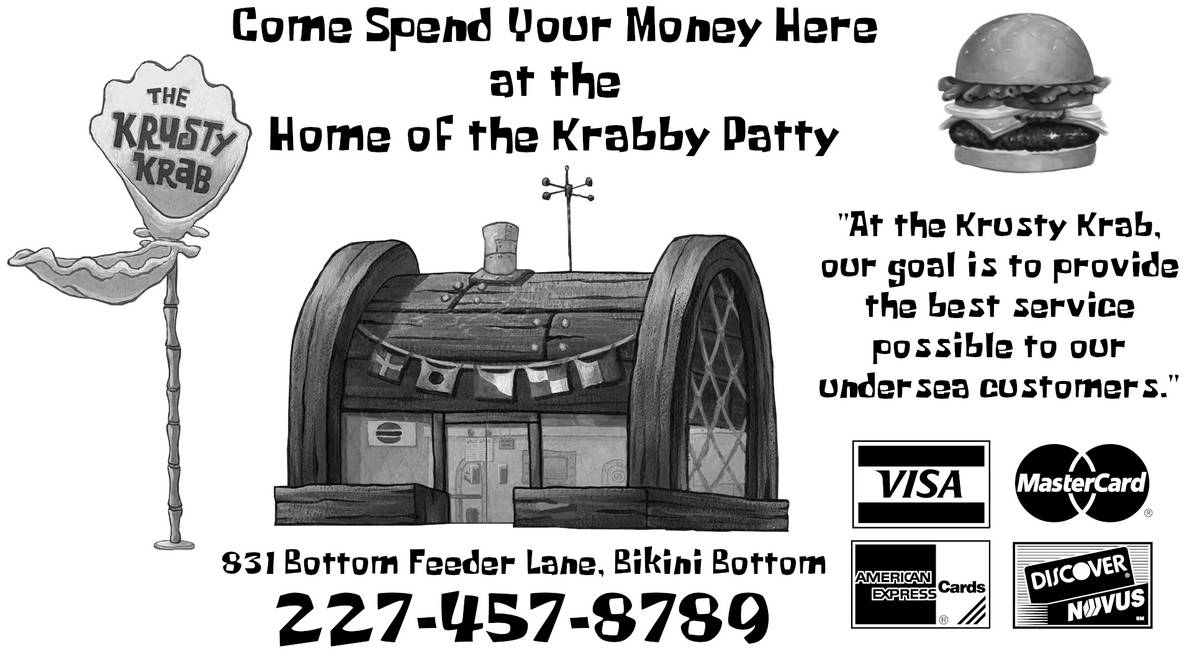 Come Spend Your Money Here
at the
Home of the Krabby Patty
THE
KRUSTY
KRAB
"At the Krusty Krab,
our goal is to provide
the best service
possible to our
undersea customers."
VISA
MasterCard ®
AMERICAN
EXPRESS Cards
®
DISCOVER ®
NOVUS SM
831 Bottom Feeder Lane, Bikini Bottom
227-457-8789